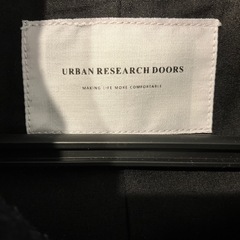 URBAN RESEARCH DOORS
MAKING LIFE MORE COMFORTABLE